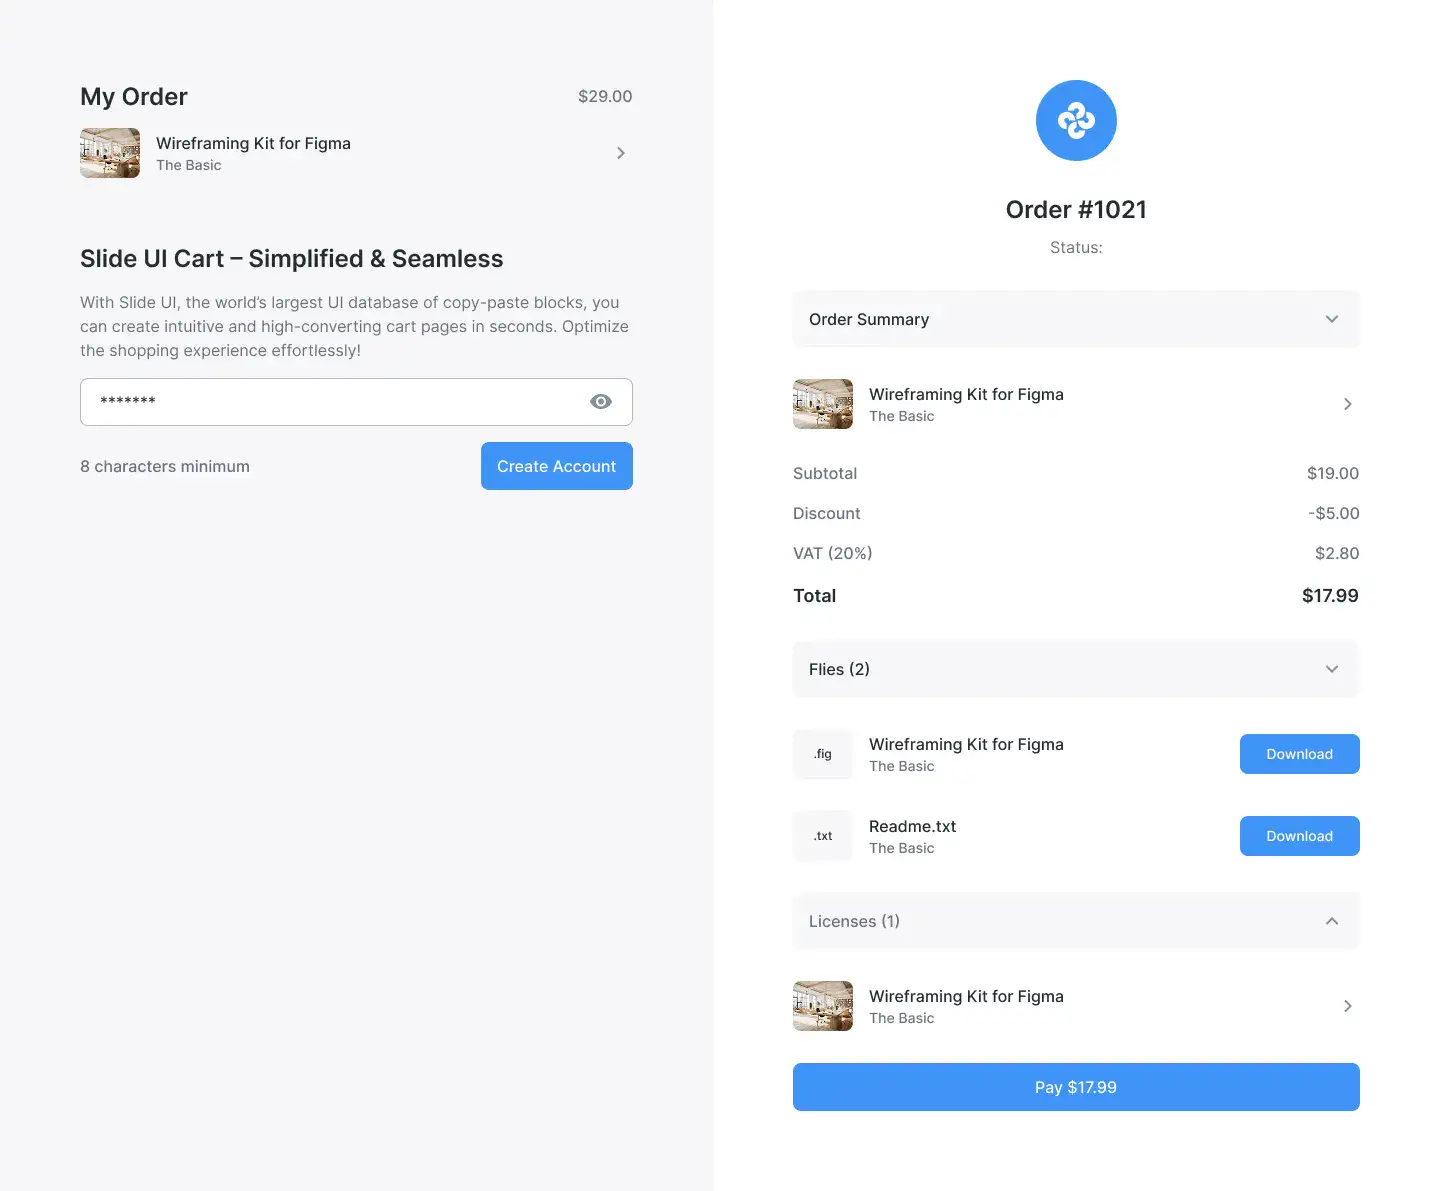 My Order
$29.00
Wireframing Kit for Figma
The Basic
Slide UI Cart – Simplified & Seamless
With Slide UI, the world’s largest UI database of copy-paste blocks, you
can create intuitive and high-converting cart pages in seconds. Optimize
the shopping experience effortlessly!
*******
8 characters minimum
Create Account
Order #1021
Status:
Order Summary
Wireframing Kit for Figma
The Basic
Subtotal $19.00
Discount -$5.00
VAT (20%) $2.80
Total $17.99
Flies (2)
.fig
Wireframing Kit for Figma
The Basic
Download
.txt
Readme.txt
The Basic
Download
Licenses (1)
Wireframing Kit for Figma
The Basic
Pay $17.99